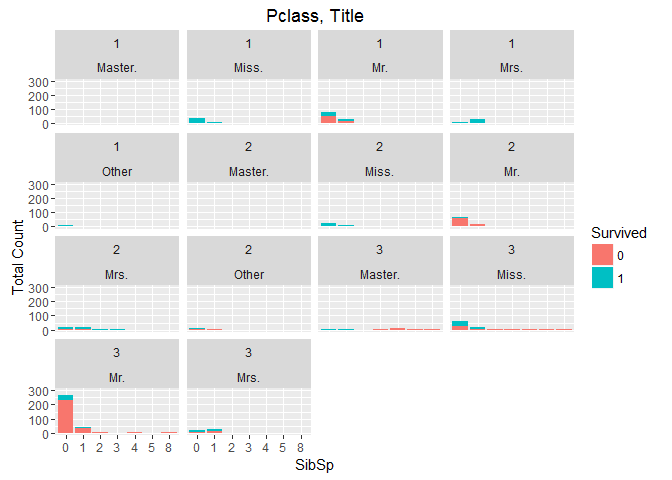 Pclass, Title
1 1 1 1
Master. Miss. Mr. Mrs.
300
200
100
0
1 2 2 2
Other Master. Miss. Mr.
300
200
100
0
2 2 3 3
Mrs. Other Master. Miss.
300
200
100
0
3 3
Mr. Mrs.
300
200
100
0
0 1 2 3 4 5 8 0 1 2 3 4 5 8
SibSp
Total Count
Survived
0
1